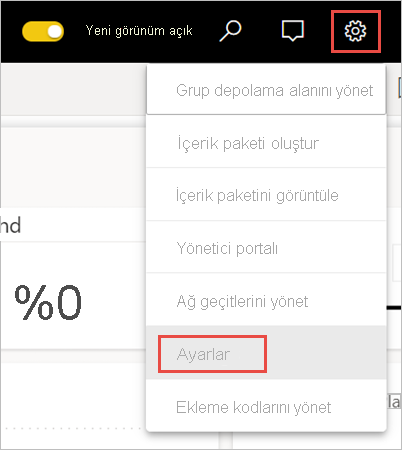 Yeni görünüm açık
Grup depolama alanını yönet
İçerik paketi oluştur
İçerik paketini görüntüle
hd
Yönetici portalı
%0
Ağ geçitlerini yönet
Ayarlar
Ekleme kodlarını yönet